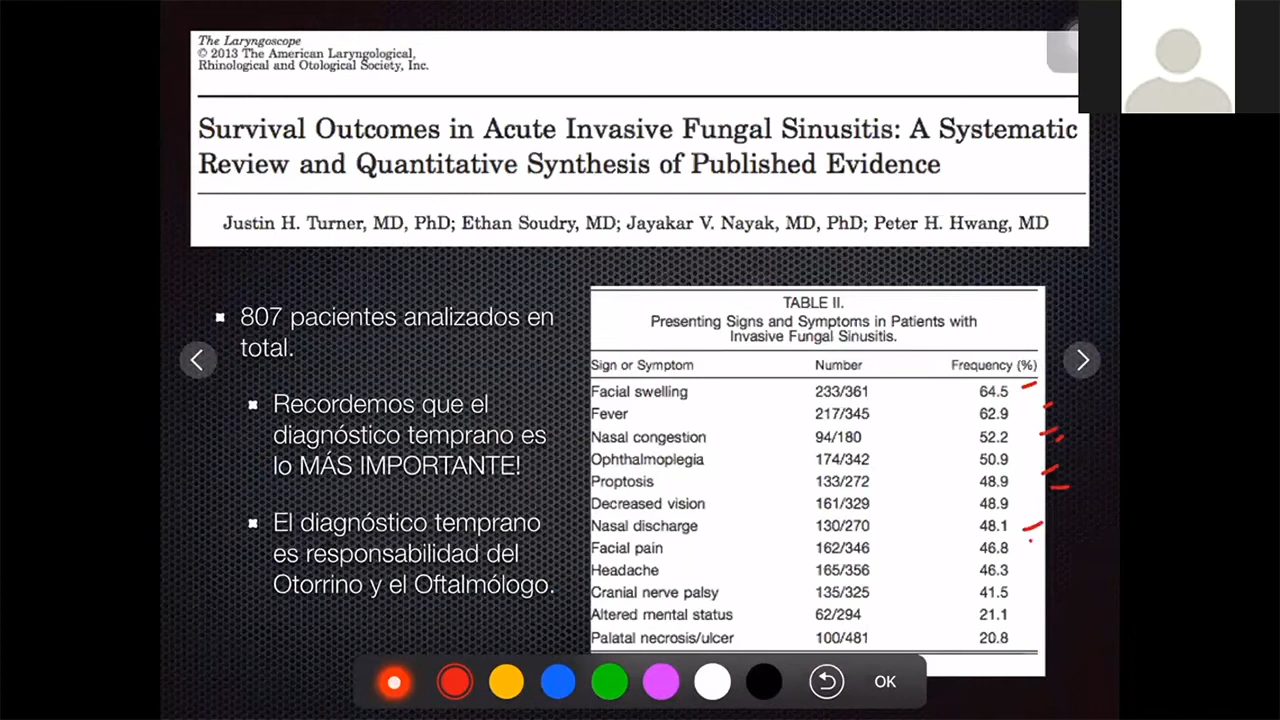 The Laryngoscope
© 2013 The American Laryngological,
Rhinological and Otological Society, Inc.
Survival Outcomes in Acute Invasive Fungal Sinusitis: A Systematic
Review and Quantitative Synthesis of Published Evidence
Justin H. Turner, MD, PhD; Ethan Soudry, MD; Jayakar V. Nayak, MD, PhD; Peter H. Hwang, MD
807 pacientes analizados en
total.
Recordemos que el
diagnóstico temprano es
lo MÁS IMPORTANTE!
El diagnóstico temprano
es responsabilidad del
Otorrino y el Oftalmólogo.
TABLE II.
Presenting Signs and Symptoms in Patients with
Invasive Fungal Sinusitis.
Sign or Symptom Number Frequency (%)
Facial swelling 233/361 64.5
Fever 217/345 62.9
Nasal congestion 94/180 52.2
Ophthalmoplegia 174/342 50.9
Proptosis 133/272 48.9
Decreased vision 161/329 48.9
Nasal discharge 130/270 48.1
Facial pain 162/346 46.8
Headache 165/356 46.3
Cranial nerve palsy 135/325 41.5
Altered mental status 62/294 21.1
Palatal necrosis/ulcer 100/481 20.8
OK